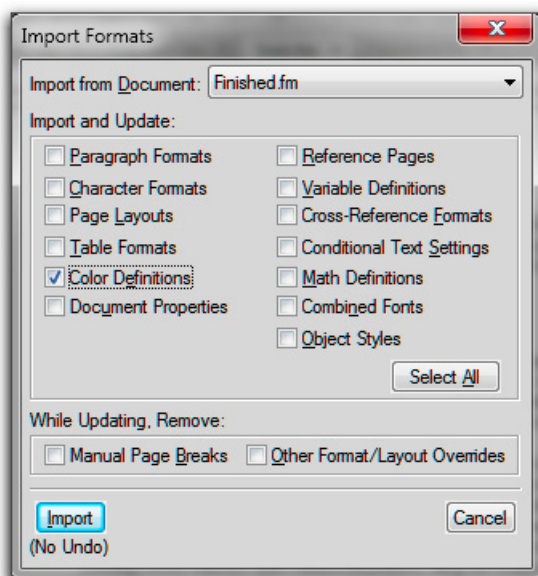 Import Formats
Import from Document: Finished.fm
Import and Update:
Paragraph Formats Reference Pages
Character Formats Variable Definitions
Page Layouts Cross-Reference Formats
Table Formats Conditional Text Settings
Color Definitions Math Definitions
Document Properties Combined Fonts
Object Styles
Select All
While Updating, Remove:
Manual Page Breaks Other Format/Layout Overrides
Import Cancel
(No Undo)